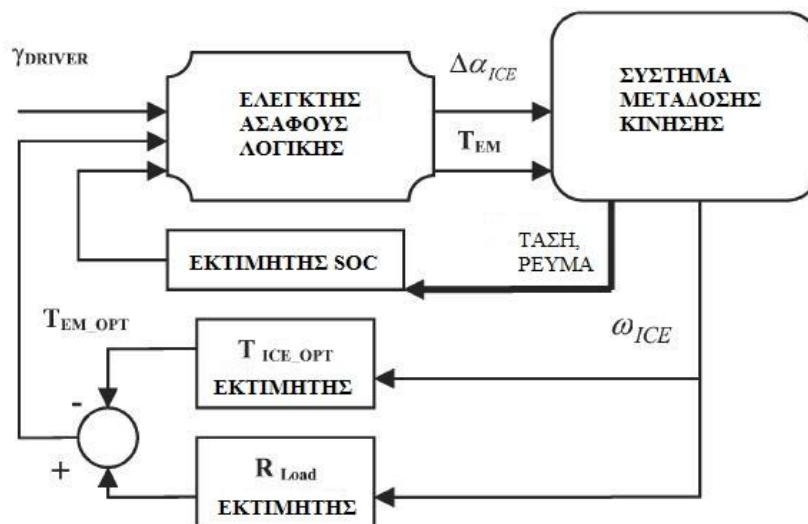 γDRIVER
ΕΛΕΓΚΤΗΣ
ΑΣΑΦΟΥΣ
ΛΟΓΙΚΗΣ
ΔαICE
TEM
ΣΥΣΤΗΜΑ
ΜΕΤΑΔΟΣΗΣ
ΚΙΝΗΣΗΣ
ΕΚΤΙΜΗΤΗΣ SOC
ΤΑΣΗ,
ΡΕΥΜΑ
TEM_OPT
T ICE_OPT
ΕΚΤΙΜΗΤΗΣ
ωICE
-
+
R Load
ΕΚΤΙΜΗΤΗΣ